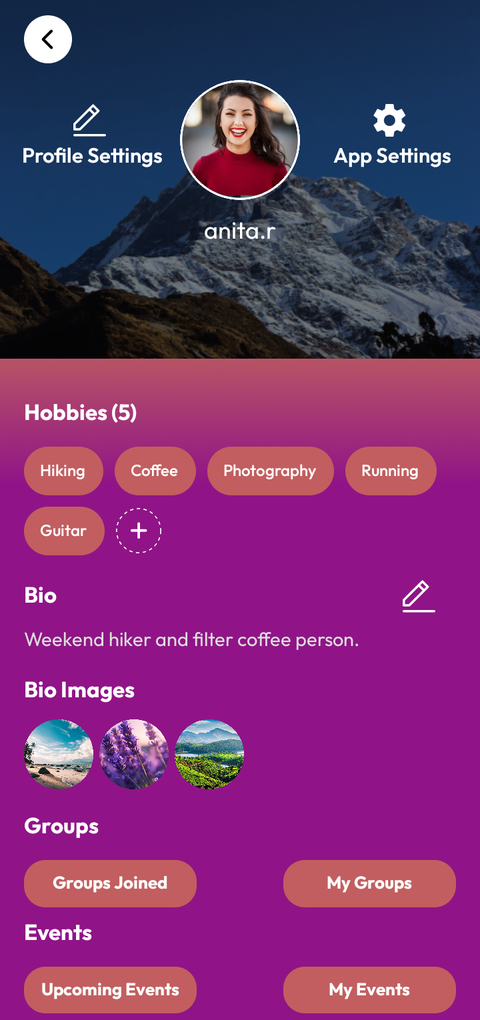 Profile Settings
App Settings
anita.r
Hobbies (5)
Hiking Coffee Photography Running
Guitar +
Bio
Weekend hiker and filter coffee person.
Bio Images
Groups
Groups Joined My Groups
Events
Upcoming Events My Events